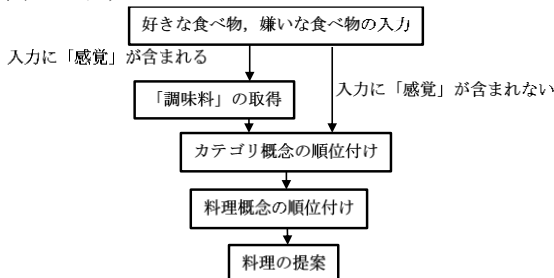 好きな食べ物，嫌いな食べ物の入力
入力に「感覚」が含まれる
入力に「感覚」が含まれない
「調味料」の取得
カテゴリ概念の順位付け
料理概念の順位付け
料理の提案